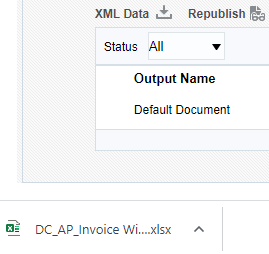 XML Data Republish
Status All
Output Name
Default Document
DC_AP_Invoice Wi....xlsx